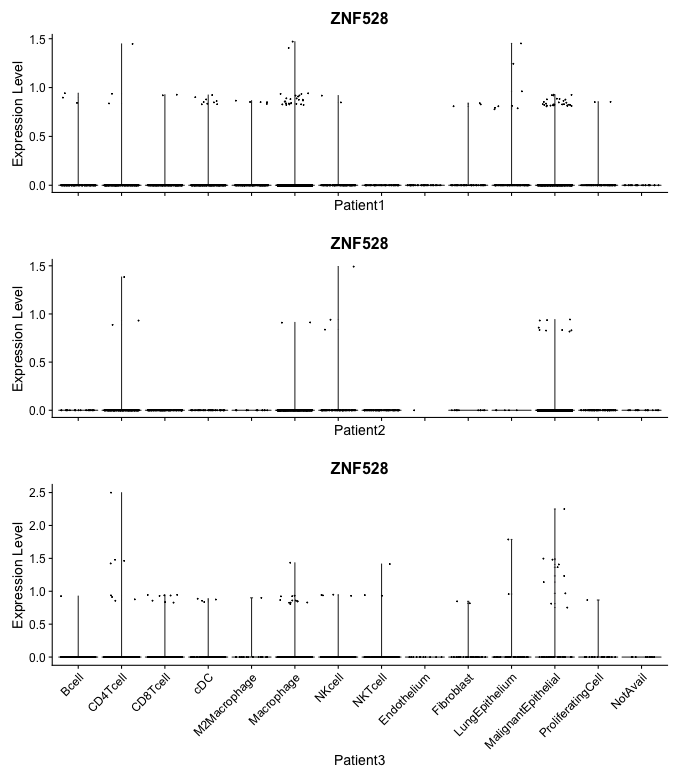 ZNF528
Expression Level
1.5
1.0
0.5
0.0
Patient1
ZNF528
Expression Level
1.5
1.0
0.5
0.0
Patient2
ZNF528
Expression Level
2.5
2.0
1.5
1.0
0.5
0.0
Bcell
CD4Tcell
CD8Tcell
cDC
M2Macrophage
Macrophage
NKcell
NKTcell
Endothelium
Fibroblast
LungEpithelium
MalignantEpithelial
ProliferatingCell
NotAvail
Patient3